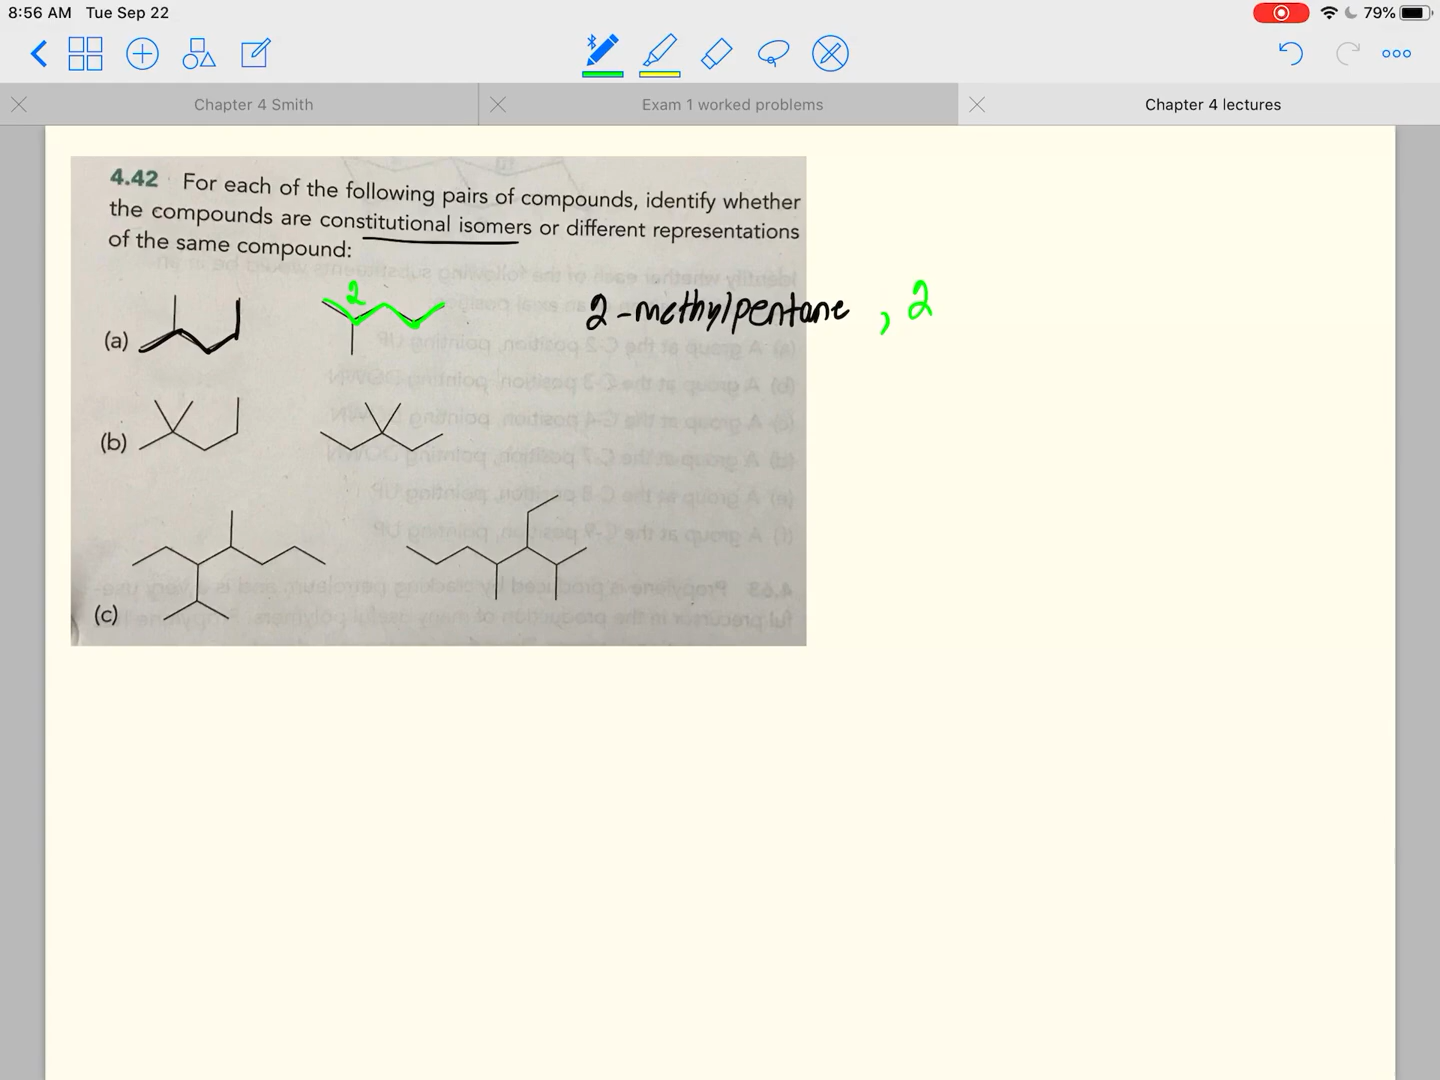 8:56 AM Tue Sep 22
79%
Chapter 4 Smith
Exam 1 worked problems
Chapter 4 lectures
4.42 For each of the following pairs of compounds, identify whether
the compounds are constitutional isomers or different representations
of the same compound:
2
2-methylpentane , 2
(a)
(b)
(c)